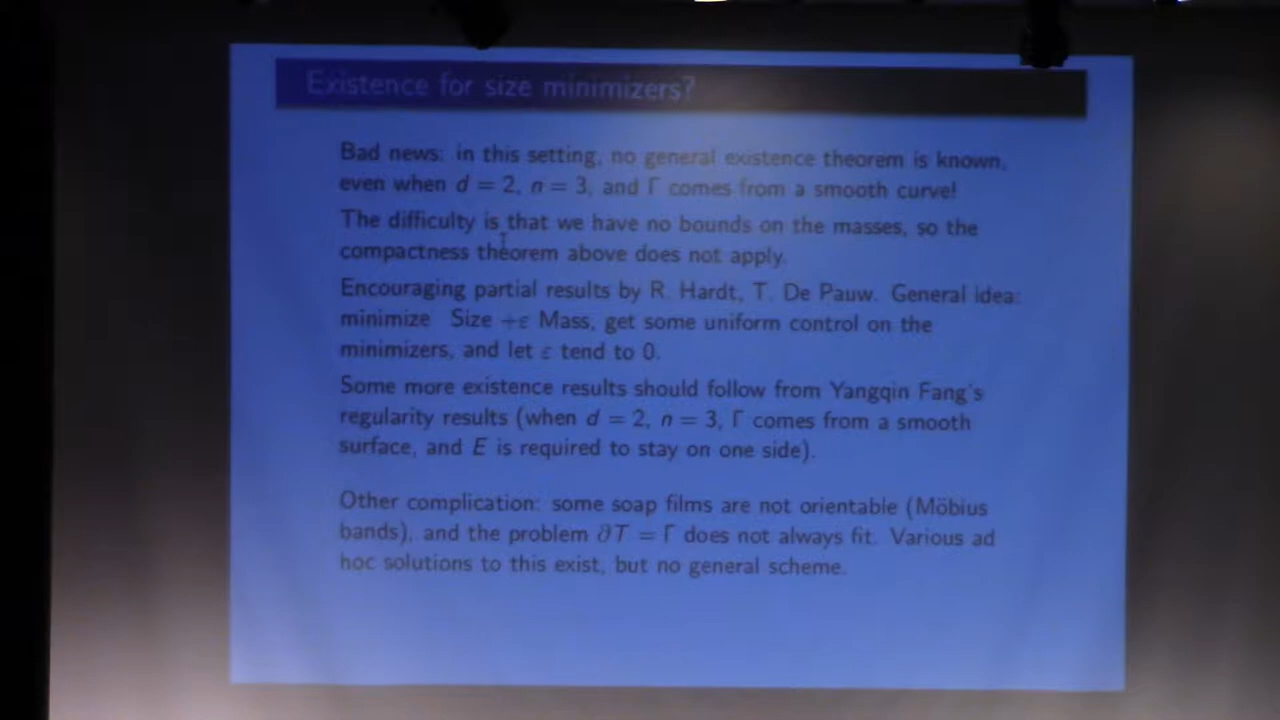 Existence for size minimizers?
Bad news: in this setting, no general existence theorem is known,
even when d = 2, n = 3, and Γ comes from a smooth curve!
The difficulty is that we have no bounds on the masses, so the
compactness theorem above does not apply.
Encouraging partial results by R. Hardt, T. De Pauw. General idea:
minimize Size +ε Mass, get some uniform control on the
minimizers, and let ε tend to 0.
Some more existence results should follow from Yangqin Fang's
regularity results (when d = 2, n = 3, Γ comes from a smooth
surface, and E is required to stay on one side).
Other complication: some soap films are not orientable (Möbius
bands), and the problem ∂T = Γ does not always fit. Various ad
hoc solutions to this exist, but no general scheme.